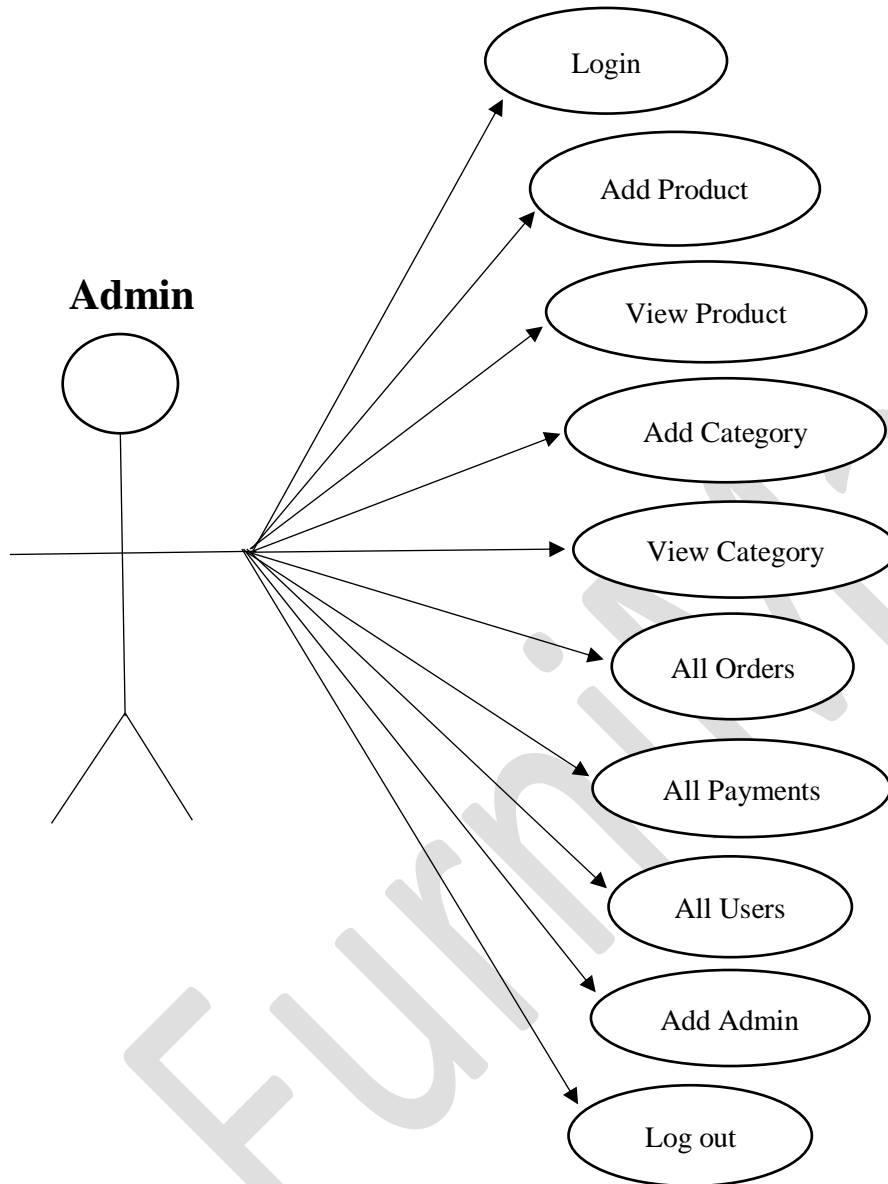 Login
Add Product
Admin
View Product
Add Category
View Category
All Orders
All Payments
All Users
Add Admin
Log out